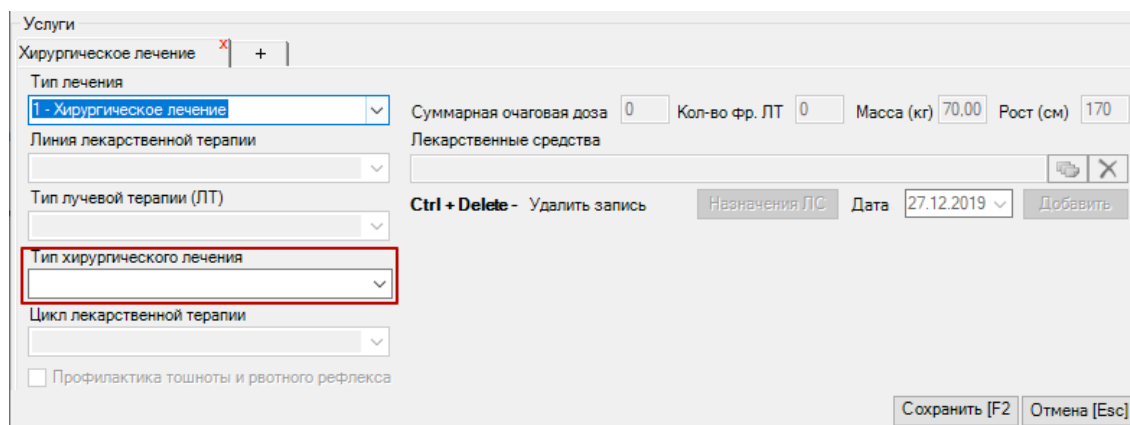 Услуги
Хирургическое лечение X +
Тип лечения
1 - Хирургическое лечение
Суммарная очаговая доза 0 Кол-во фр. ЛТ 0 Масса (кг) 70,00 Рост (см) 170
Линия лекарственной терапии
Лекарственные средства
Тип лучевой терапии (ЛТ)
Ctrl + Delete - Удалить запись Назначения ЛС Дата 27.12.2019 Добавить
Тип хирургического лечения
Цикл лекарственной терапии
Профилактика тошноты и рвотного рефлекса
Сохранить [F2 Отмена [Esc]